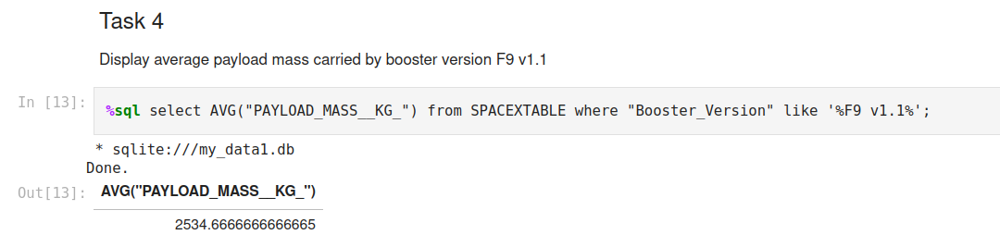 Task 4
Display average payload mass carried by booster version F9 v1.1
In [13]: %sql select AVG("PAYLOAD_MASS__KG_") from SPACEXTABLE where "Booster_Version" like '%F9 v1.1%';
* sqlite:///my_data1.db
Done.
Out[13]: AVG("PAYLOAD_MASS__KG_")
2534.6666666666665